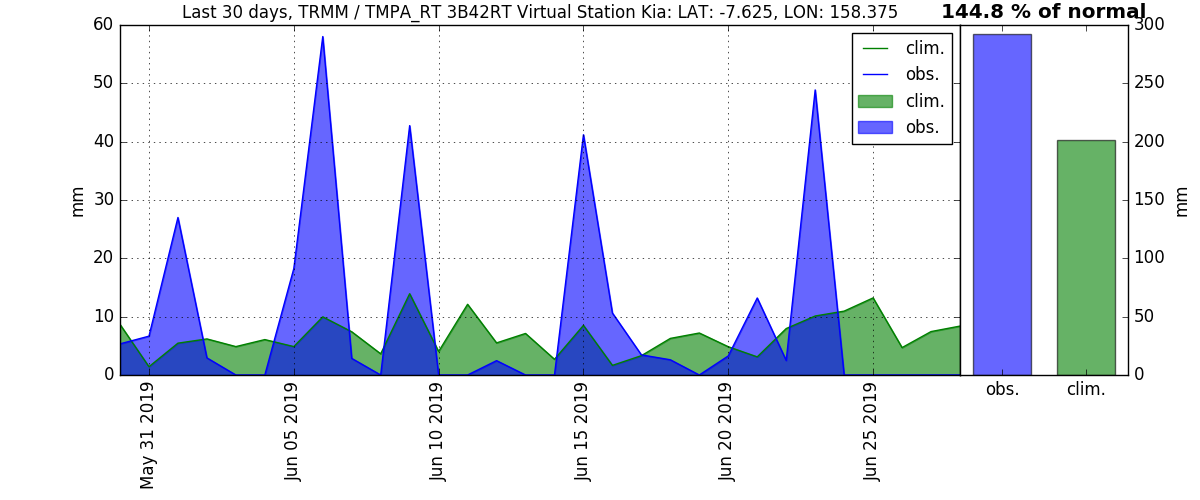 Last 30 days, TRMM / TMPA_RT 3B42RT Virtual Station Kia: LAT: -7.625, LON: 158.375
144.8 % of normal
60
50
40
30
20
10
0
mm
clim.
obs.
clim.
obs.
May 31 2019
Jun 05 2019
Jun 10 2019
Jun 15 2019
Jun 20 2019
Jun 25 2019
300
250
200
150
100
50
0
mm
obs.
clim.